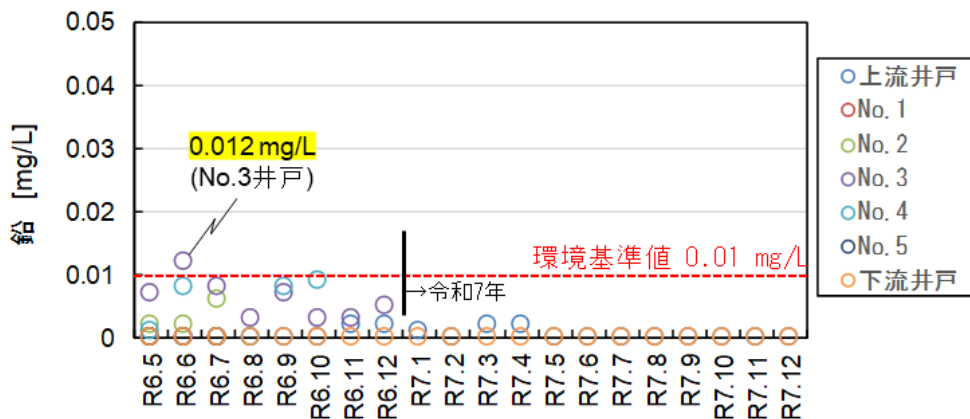 鉛 [mg/L]
0.05
0.04
0.03
0.02
0.01
0
0.012 mg/L
(No.3井戸)
環境基準値 0.01 mg/L
→令和7年
R6.5
R6.6
R6.7
R6.8
R6.9
R6.10
R6.11
R6.12
R7.1
R7.2
R7.3
R7.4
R7.5
R7.6
R7.7
R7.8
R7.9
R7.10
R7.11
R7.12
上流井戸
No. 1
No. 2
No. 3
No. 4
No. 5
下流井戸